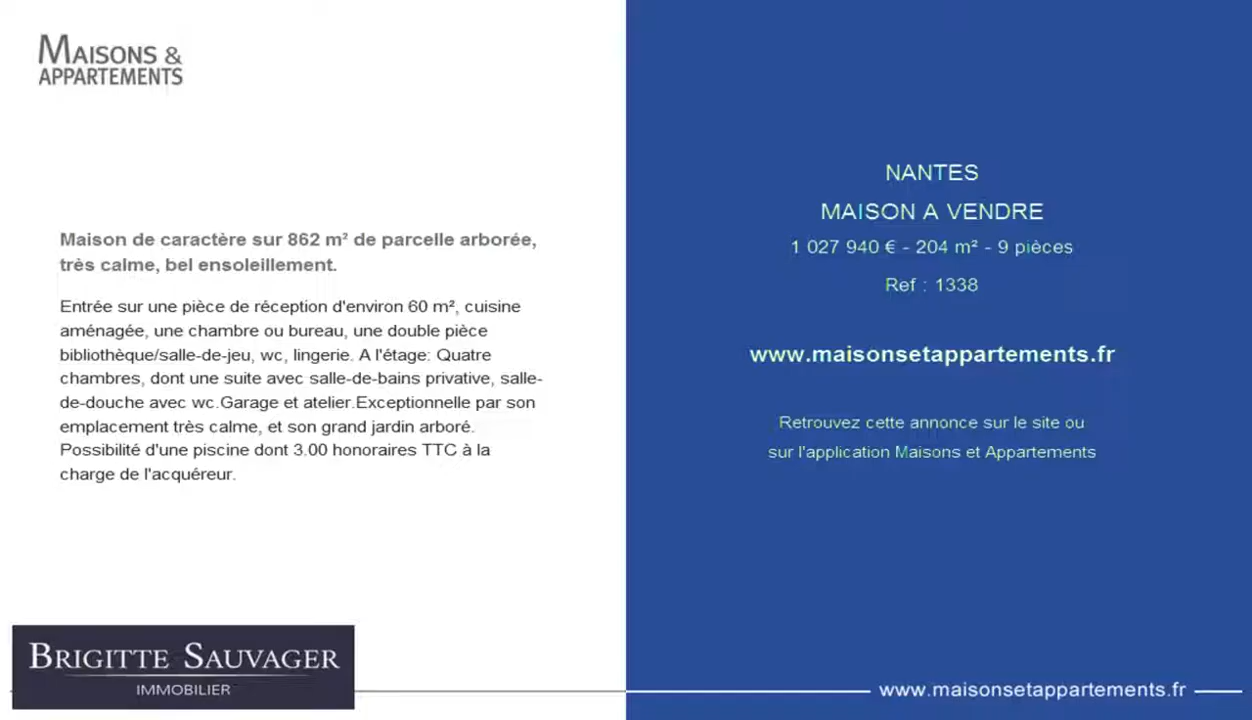 MAISONS &
APPARTEMENTS
Maison de caractère sur 862 m² de parcelle arborée,
très calme, bel ensoleillement.
Entrée sur une pièce de réception d'environ 60 m², cuisine
aménagée, une chambre ou bureau, une double pièce
bibliothèque/salle-de-jeu, wc, lingerie. A l'étage: Quatre
chambres, dont une suite avec salle-de-bains privative, salle-
de-douche avec wc.Garage et atelier.Exceptionnelle par son
emplacement très calme, et son grand jardin arboré.
Possibilité d'une piscine dont 3.00 honoraires TTC à la
charge de l'acquéreur.
BRIGITTE SAUVAGER
IMMOBILIER
NANTES
MAISON A VENDRE
1 027 940 € - 204 m² - 9 pièces
Ref : 1338
www.maisonsetappartements.fr
Retrouvez cette annonce sur le site ou
sur l'application Maisons et Appartements
www.maisonsetappartements.fr